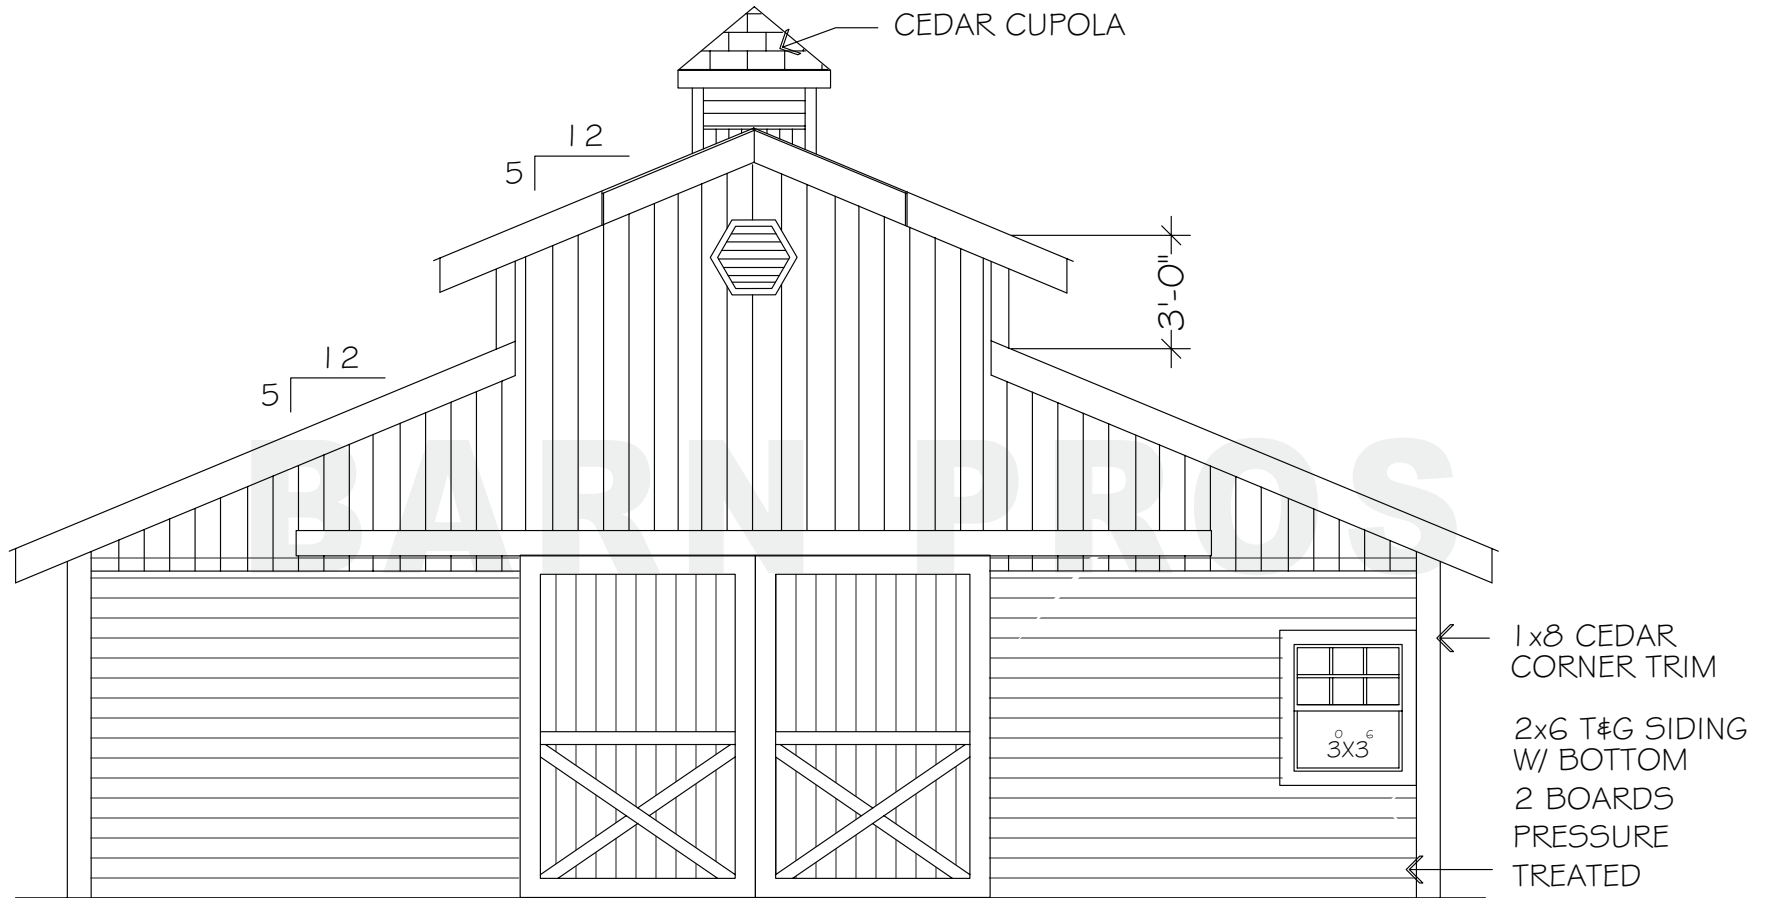 CEDAR CUPOLA
12
5
3'-0"
12
5
BARN PROS
1x8 CEDAR
CORNER TRIM
2x6 T&G SIDING
W/ BOTTOM
2 BOARDS
PRESSURE
TREATED
3⁰X3⁶